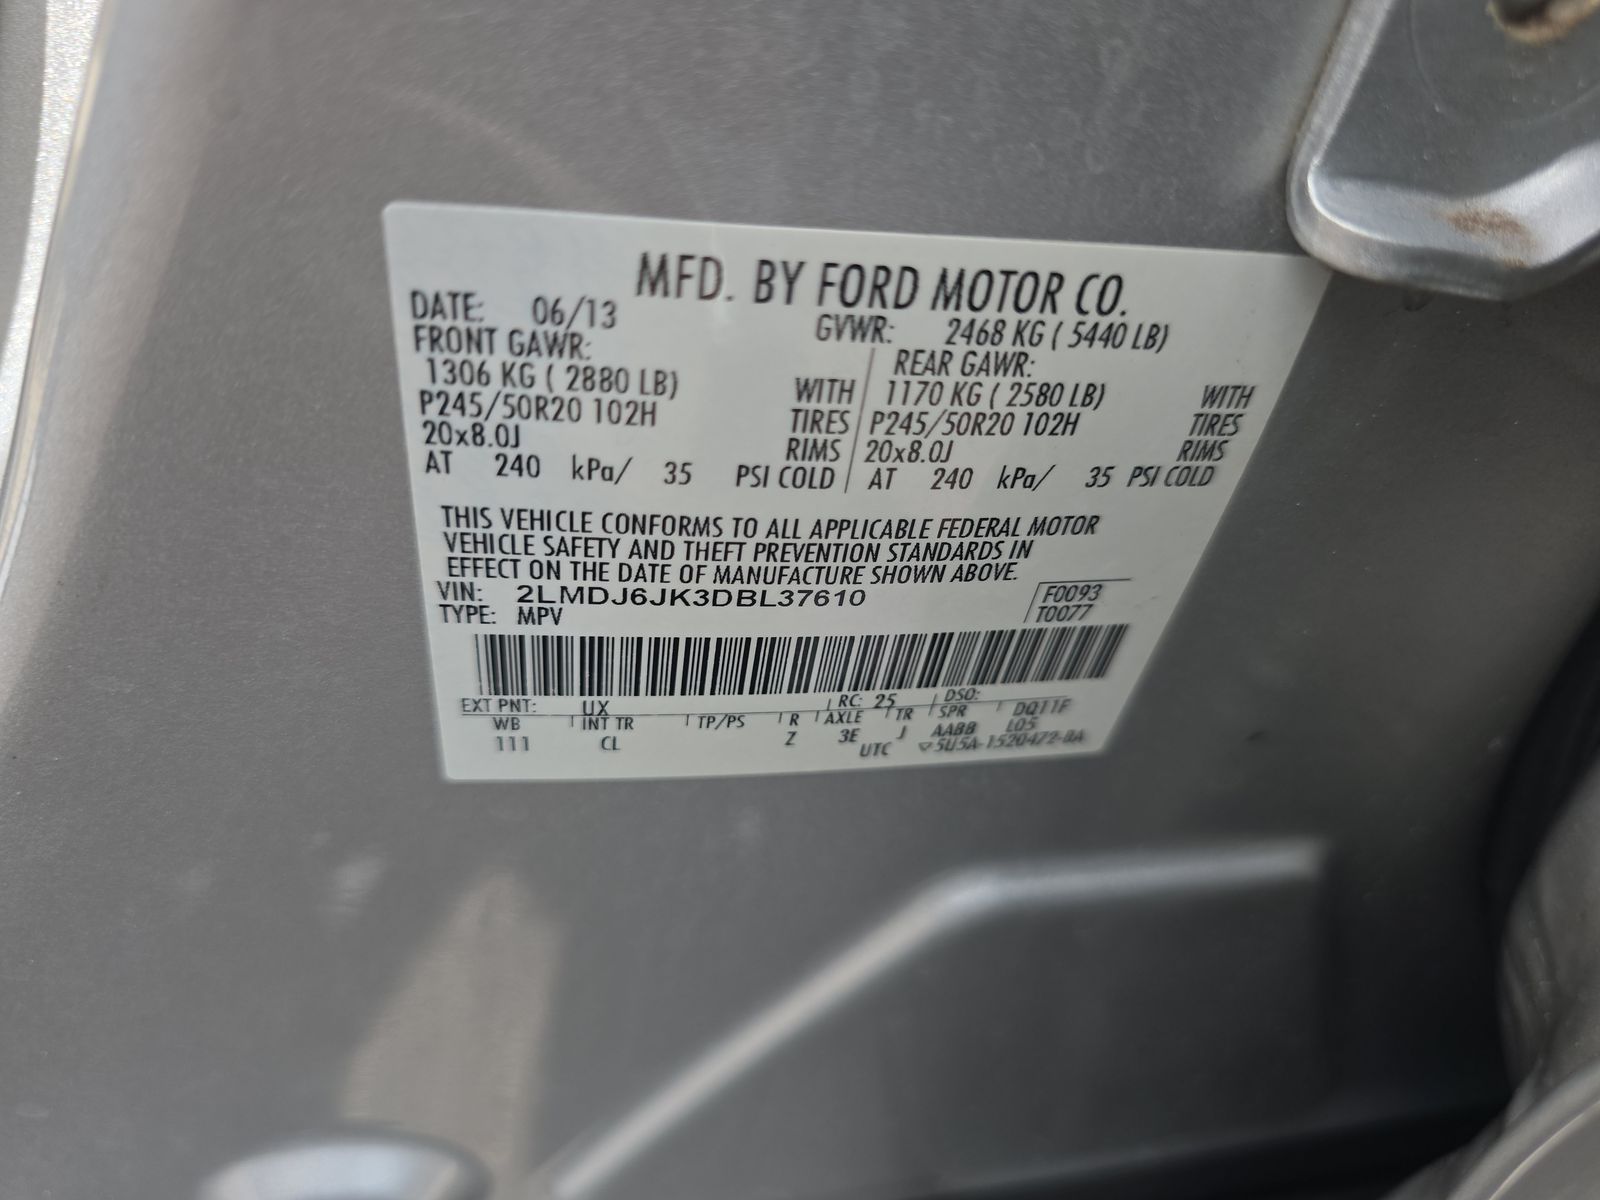 MFD. BY FORD MOTOR CO.
DATE: 06/13 GVWR: 2468 KG ( 5440 LB)
FRONT GAWR: REAR GAWR:
1306 KG ( 2880 LB) WITH 1170 KG ( 2580 LB) WITH
P245/50R20 102H TIRES P245/50R20 102H TIRES
20x8.0J RIMS 20x8.0J RIMS
AT 240 kPa/ 35 PSI COLD AT 240 kPa/ 35 PSI COLD
THIS VEHICLE CONFORMS TO ALL APPLICABLE FEDERAL MOTOR
VEHICLE SAFETY AND THEFT PREVENTION STANDARDS IN
EFFECT ON THE DATE OF MANUFACTURE SHOWN ABOVE.
VIN: 2LMDJ6JK3DBL37610 F0093
TYPE: MPV T0077
EXT PNT: UX RC: 25 DSO:
WB INT TR TP/PS R AXLE TR SPR DQ11F
111 CL Z 3E J AABB L05
UTC 5U5A-1520472-BA